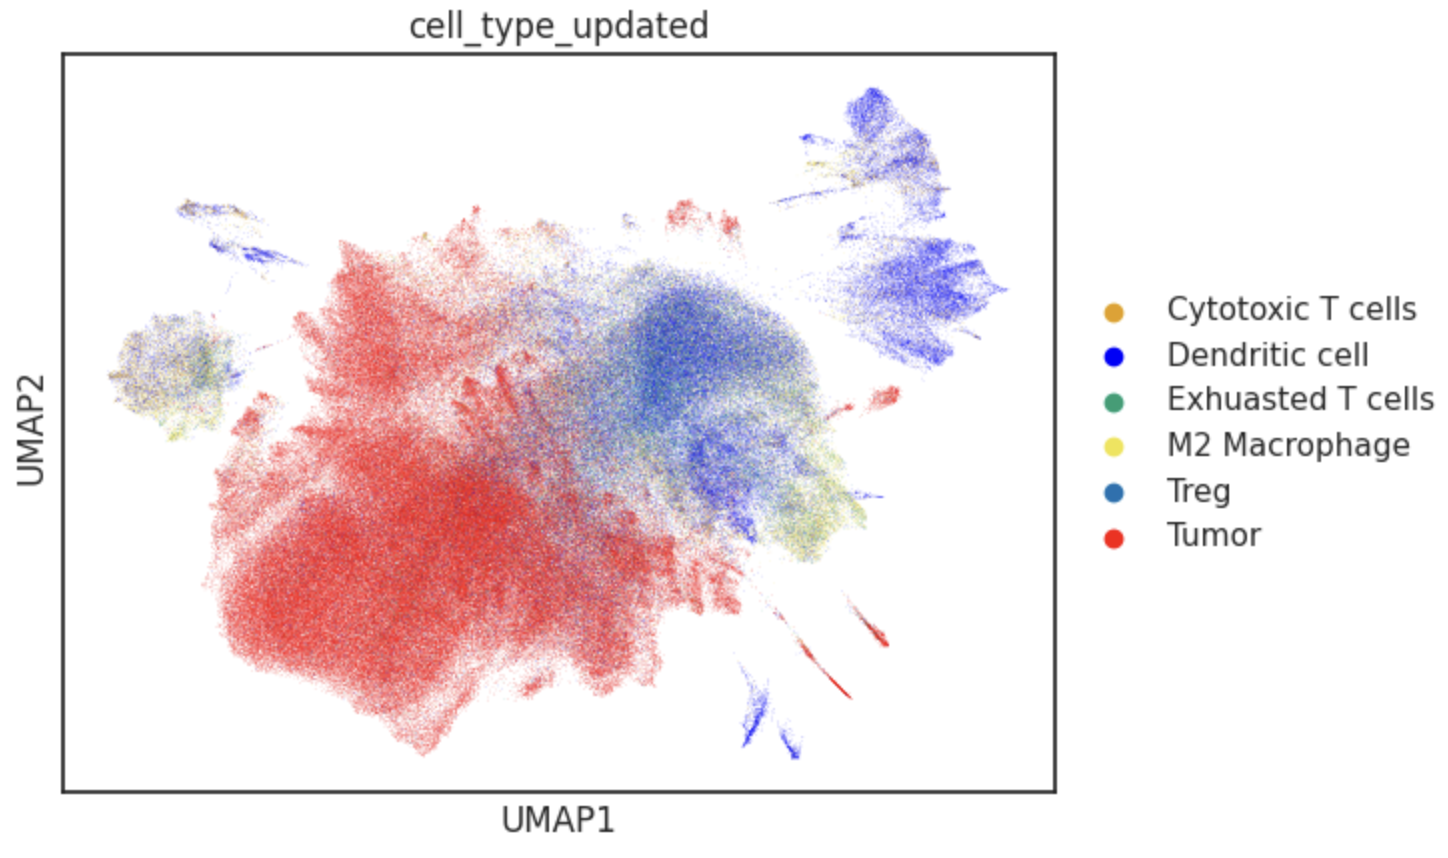 cell_type_updated
UMAP2
UMAP1
Cytotoxic T cells
Dendritic cell
Exhuasted T cells
M2 Macrophage
Treg
Tumor